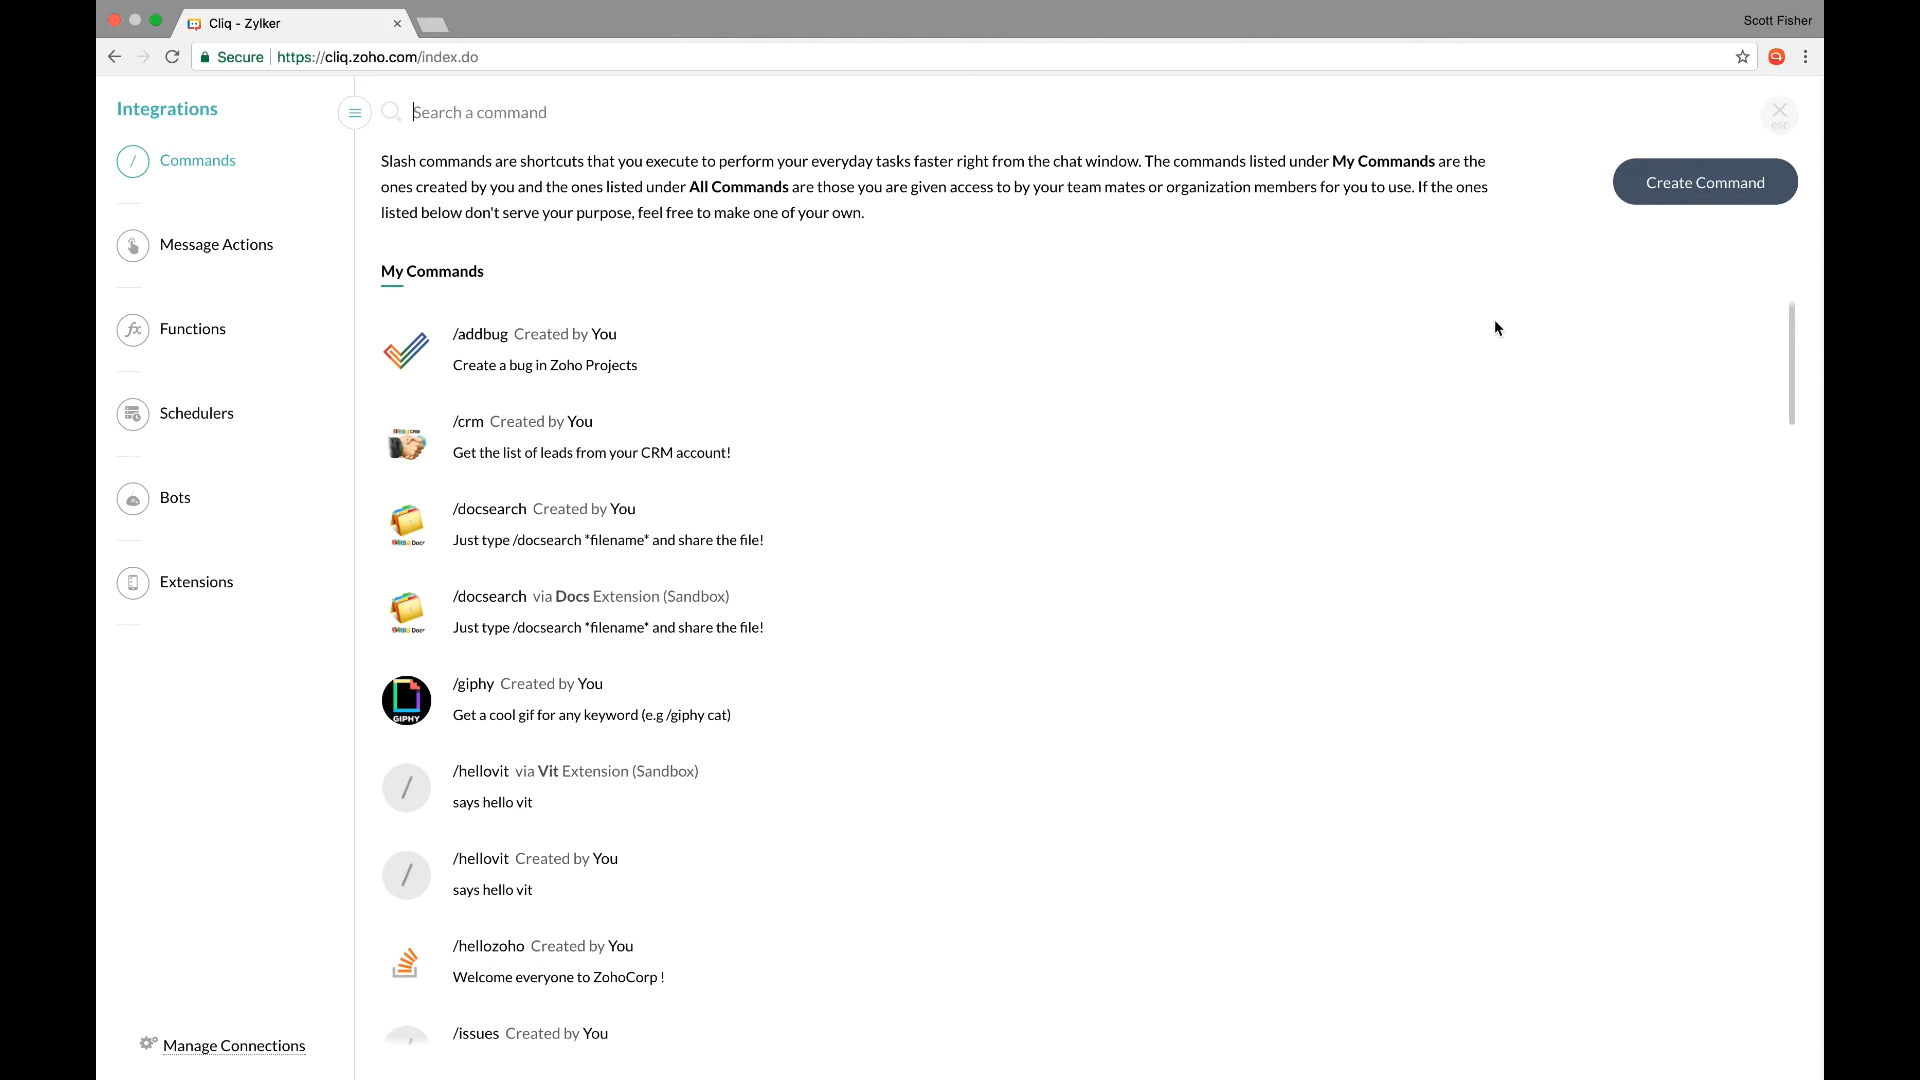 Cliq - Zylker
Scott Fisher
Secure https://cliq.zoho.com/index.do
Integrations
Search a command
esc
/ Commands
Slash commands are shortcuts that you execute to perform your everyday tasks faster right from the chat window. The commands listed under My Commands are the
ones created by you and the ones listed under All Commands are those you are given access to by your team mates or organization members for you to use. If the ones
listed below don't serve your purpose, feel free to make one of your own.
Create Command
Message Actions
fx Functions
Schedulers
Bots
Extensions
Manage Connections
My Commands
/addbug Created by You
Create a bug in Zoho Projects
/crm Created by You
Get the list of leads from your CRM account!
/docsearch Created by You
Just type /docsearch *filename* and share the file!
/docsearch via Docs Extension (Sandbox)
Just type /docsearch *filename* and share the file!
GIPHY
/giphy Created by You
Get a cool gif for any keyword (e.g /giphy cat)
/
/hellovit via Vit Extension (Sandbox)
says hello vit
/
/hellovit Created by You
says hello vit
/hellozoho Created by You
Welcome everyone to ZohoCorp !
/issues Created by You